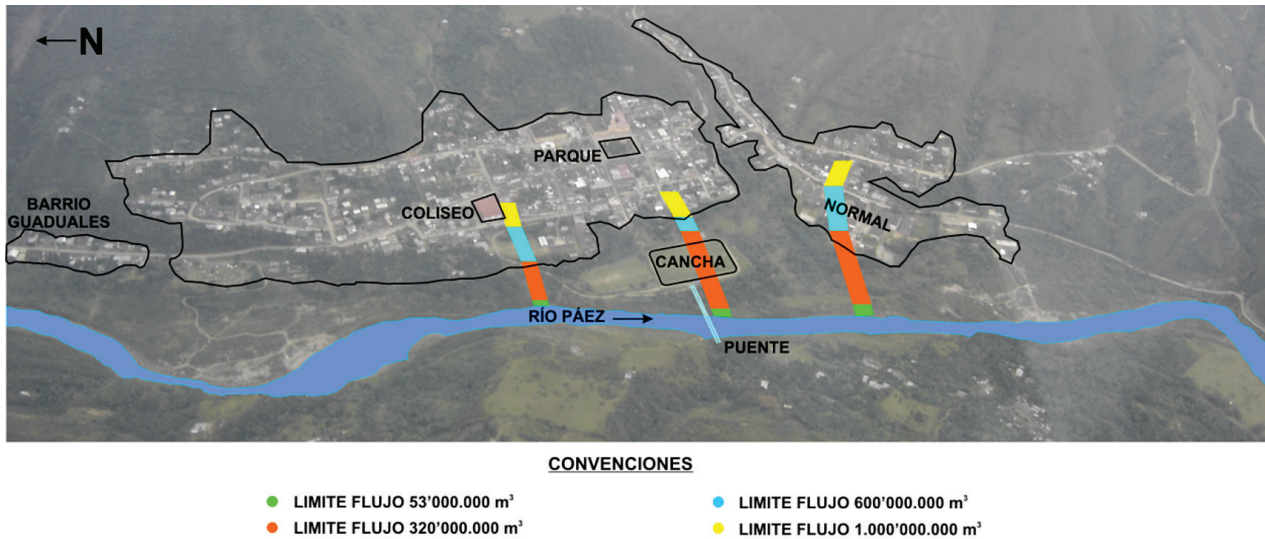 N
PARQUE
BARRIO
GUADUALES
COLISEO
NORMAL
CANCHA
RÍO PÁEZ
PUENTE
CONVENCIONES
LIMITE FLUJO 53'000.000 m³
LIMITE FLUJO 320'000.000 m³
LIMITE FLUJO 600'000.000 m³
LIMITE FLUJO 1.000'000.000 m³